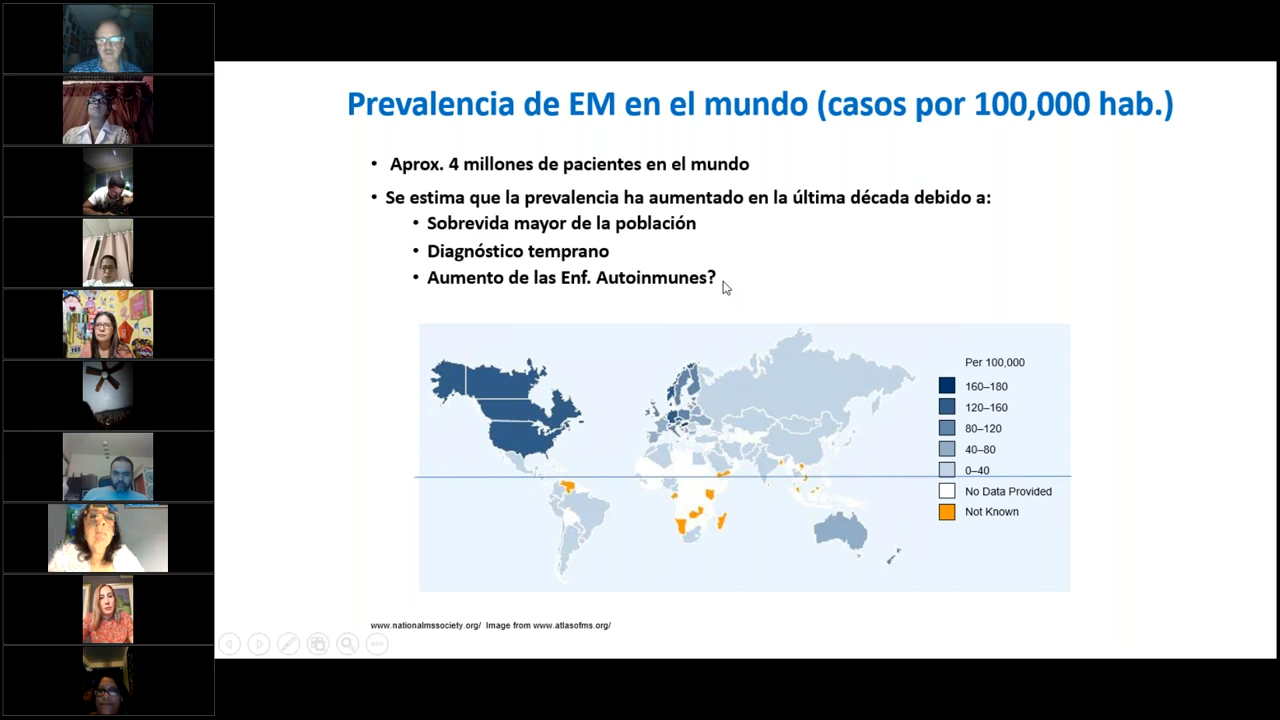 Prevalencia de EM en el mundo (casos por 100,000 hab.)
• Aprox. 4 millones de pacientes en el mundo
• Se estima que la prevalencia ha aumentado en la última década debido a:
• Sobrevida mayor de la población
• Diagnóstico temprano
• Aumento de las Enf. Autoinmunes?
Per 100,000
160–180
120–160
80–120
40–80
0–40
No Data Provided
Not Known
www.nationalmssociety.org/ Image from www.atlasofms.org/